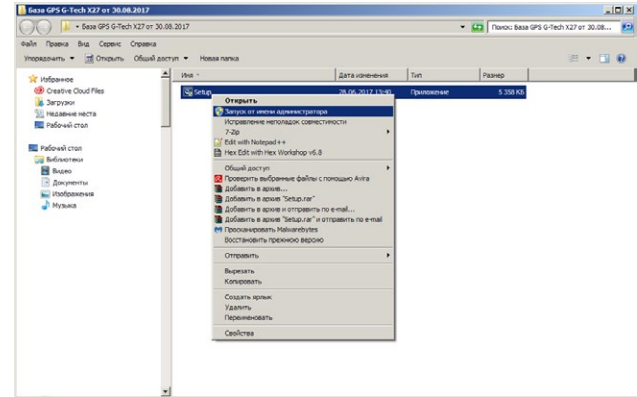 База GPS G-Tech X27 от 30.08.2017
База GPS G-Tech X27 от 30.08.2017
Поиск: База GPS G-Tech X27 от 30.08...
Файл Правка Вид Сервис Справка
Упорядочить Открыть Общий доступ Новая папка
Имя Дата изменения Тип Размер
Избранное
Creative Cloud Files
Загрузки
Недавние места
Рабочий стол
Рабочий стол
Библиотеки
Видео
Документы
Изображения
Музыка
Setup 28.06.2017 13:40 Приложение 5 358 КБ
Открыть
Запуск от имени администратора
Исправление неполадок совместимости
7-Zip
Edit with Notepad++
Hex Edit with Hex Workshop v6.8
Общий доступ
Проверить выбранные файлы с помощью Avira
Добавить в архив...
Добавить в архив "Setup.rar"
Добавить в архив и отправить по e-mail...
Добавить в архив "Setup.rar" и отправить по e-mail
Просканировать Malwarebytes
Восстановить прежнюю версию
Отправить
Вырезать
Копировать
Создать ярлык
Удалить
Переименовать
Свойства